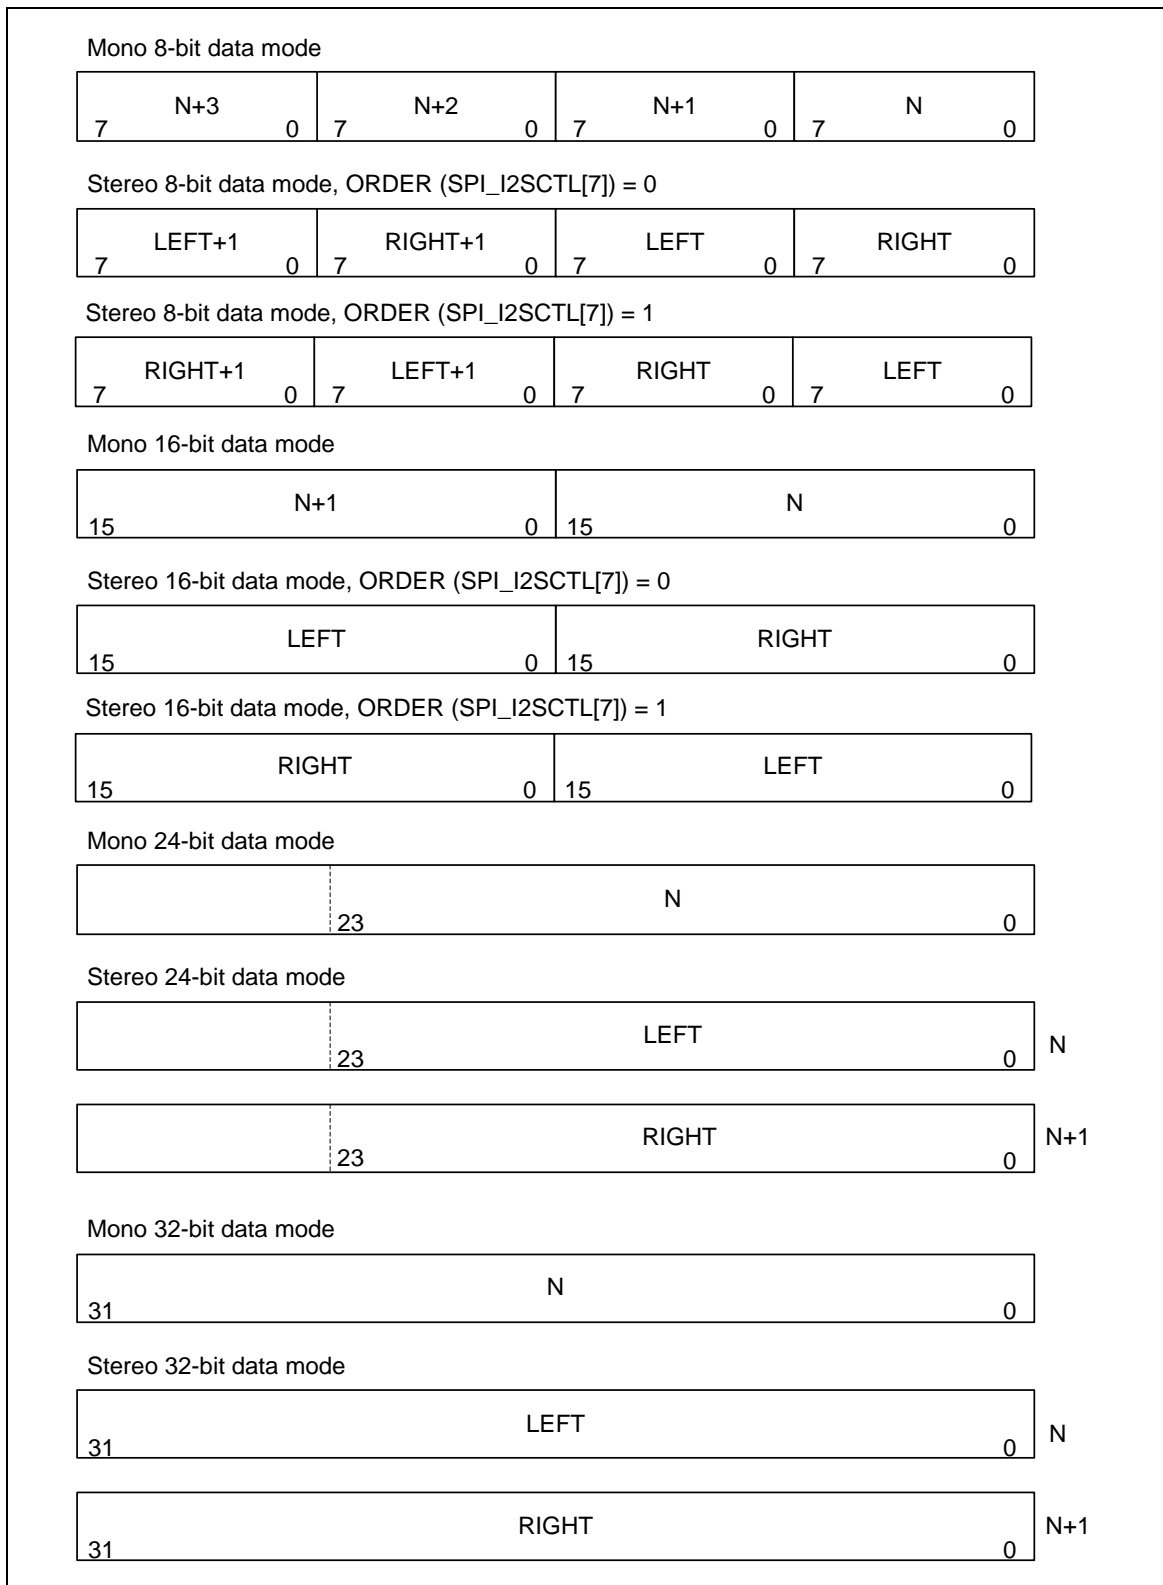 Mono 8-bit data mode
N+3 N+2 N+1 N
7 0 7 0 7 0 7 0
Stereo 8-bit data mode, ORDER (SPI_I2SCTL[7]) = 0
LEFT+1 RIGHT+1 LEFT RIGHT
7 0 7 0 7 0 7 0
Stereo 8-bit data mode, ORDER (SPI_I2SCTL[7]) = 1
RIGHT+1 LEFT+1 RIGHT LEFT
7 0 7 0 7 0 7 0
Mono 16-bit data mode
N+1 N
15 0 15 0
Stereo 16-bit data mode, ORDER (SPI_I2SCTL[7]) = 0
LEFT RIGHT
15 0 15 0
Stereo 16-bit data mode, ORDER (SPI_I2SCTL[7]) = 1
RIGHT LEFT
15 0 15 0
Mono 24-bit data mode
N
23 0
Stereo 24-bit data mode
LEFT N
23 0
RIGHT N+1
23 0
Mono 32-bit data mode
N
31 0
Stereo 32-bit data mode
LEFT N
31 0
RIGHT N+1
31 0